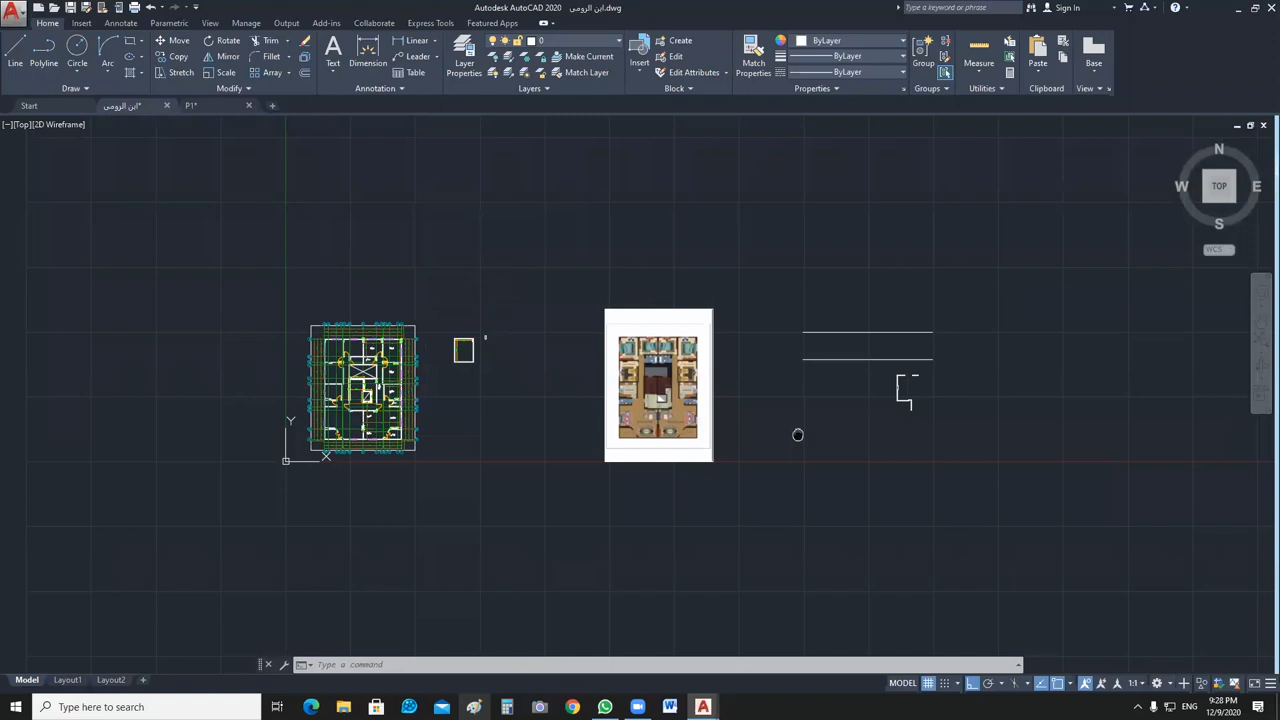 Autodesk AutoCAD 2020 ابن الرومى.dwg
Type a keyword or phrase
Sign In
Home Insert Annotate Parametric View Manage Output Add-ins Collaborate Express Tools Featured Apps
Line Polyline Circle Arc
Move Rotate Trim
Copy Mirror Fillet
Stretch Scale Array
Text Dimension
Linear
Leader
Table
Layer Properties
0
Make Current
Match Layer
Insert
Create
Edit
Edit Attributes
Match Properties
ByLayer
ByLayer
ByLayer
Group
Measure
Paste
Base
Draw Modify Annotation Layers Block Properties Groups Utilities Clipboard View
Start ابن الرومى* P1*
[−][Top][2D Wireframe]
N
W TOP E
S
WCS
Y
X
Type a command
Model Layout1 Layout2
MODEL 1:1
Type here to search
ENG 9:28 PM
12/9/2020